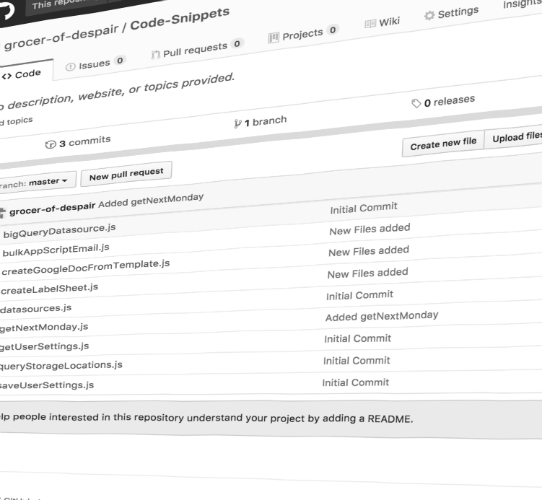 This repository
grocer-of-despair / Code-Snippets
Code Issues 0 Pull requests 0 Projects 0 Wiki Settings Insights
description, website, or topics provided.
topics
3 commits 1 branch 0 releases
master New pull request Create new file Upload files
grocer-of-despair Added getNextMonday
bigQueryDatasource.js Initial Commit
bulkAppScriptEmail.js New Files added
createGoogleDocFromTemplate.js New Files added
createLabelSheet.js New Files added
datasources.js Initial Commit
getNextMonday.js Added getNextMonday
getUserSettings.js Initial Commit
queryStorageLocations.js Initial Commit
saveUserSettings.js Initial Commit
people interested in this repository understand your project by adding a README.